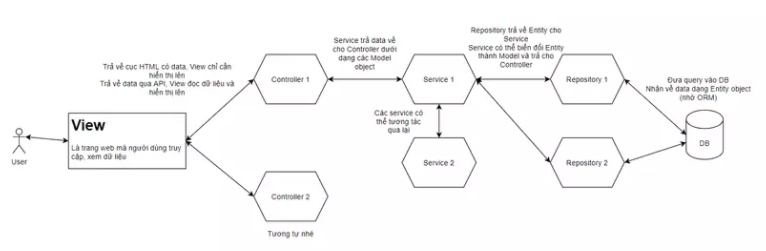 Service trả data về
cho Controller dưới
dạng các Model
object
Repository trả về Entity cho
Service
Service có thể biến đổi Entity
thành Model và trả cho
Controller
Trả về cục HTML có data, View chỉ cần
hiển thị lên
Trả về data qua API, View đọc dữ liệu và
hiển thị lên
Controller 1
Service 1
Repository 1
Đưa query vào DB
Nhận về data dạng Entity object
(nhờ ORM)
Các service có
thể tương tác
qua lại
View
Là trang web mà người dùng truy
cập, xem dữ liệu
User
DB
Service 2
Repository 2
Controller 2
Tương tự nhé